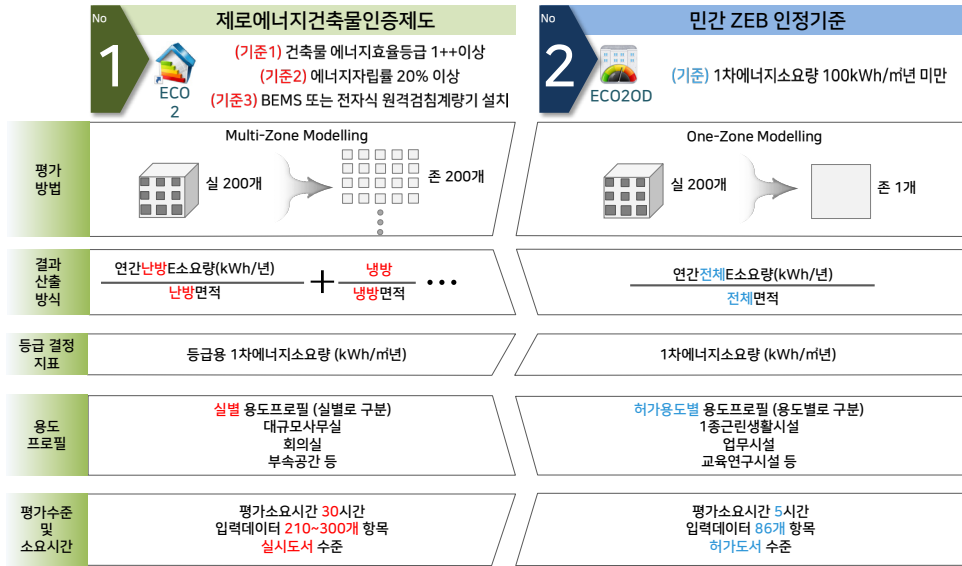 No
1
ECO
2
제로에너지건축물인증제도
(기준1) 건축물 에너지효율등급 1++이상
(기준2) 에너지자립률 20% 이상
(기준3) BEMS 또는 전자식 원격검침계량기 설치
No
2
ECO2OD
민간 ZEB 인정기준
(기준) 1차에너지소요량 100kWh/㎡년 미만
평가
방법
Multi-Zone Modelling
실 200개
존 200개
One-Zone Modelling
실 200개
존 1개
결과
산출
방식
연간난방E소요량(kWh/년)
난방면적
+
냉방
냉방면적
•••
연간전체E소요량(kWh/년)
전체면적
등급 결정
지표
등급용 1차에너지소요량 (kWh/㎡년)
1차에너지소요량 (kWh/㎡년)
용도
프로필
실별 용도프로필 (실별로 구분)
대규모사무실
회의실
부속공간 등
허가용도별 용도프로필 (용도별로 구분)
1종근린생활시설
업무시설
교육연구시설 등
평가수준
및
소요시간
평가소요시간 30시간
입력데이터 210~300개 항목
실시도서 수준
평가소요시간 5시간
입력데이터 86개 항목
허가도서 수준